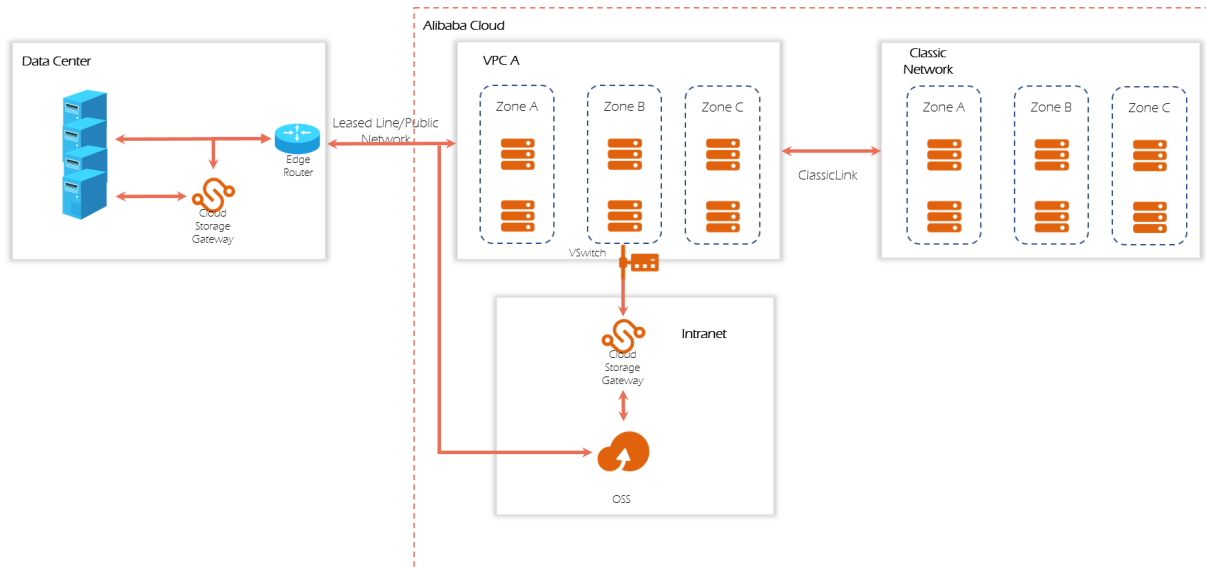 Alibaba Cloud
Data Center
Edge
Router
Cloud
Storage
Gateway
Leased Line/Public
Network
VPC A
Zone A
Zone B
Zone C
VSwitch
ClassicLink
Classic
Network
Zone A
Zone B
Zone C
Intranet
Cloud
Storage
Gateway
OSS